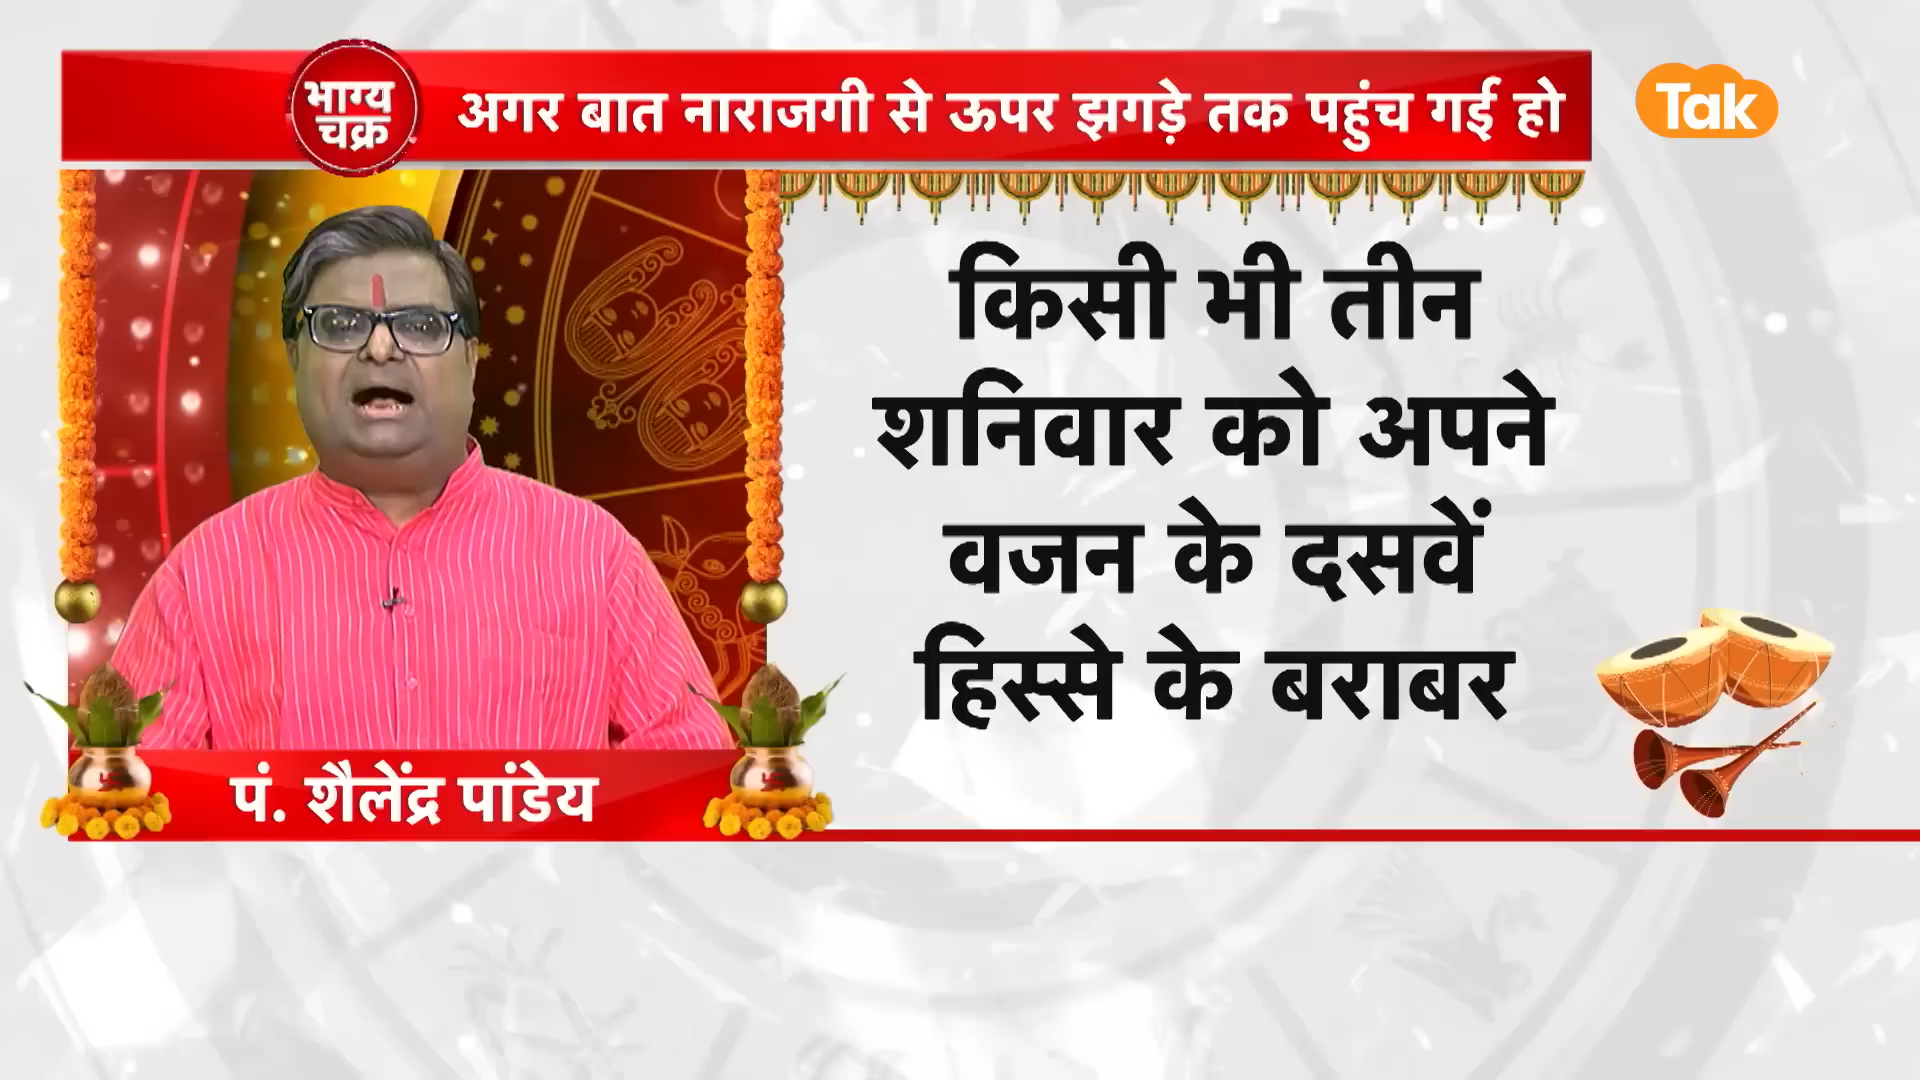 भाग्य
चक्र
अगर बात नाराजगी से ऊपर झगड़े तक पहुंच गई हो
Tak
किसी भी तीन
शनिवार को अपने
वजन के दसवें
हिस्से के बराबर
पं. शैलेंद्र पांडेय